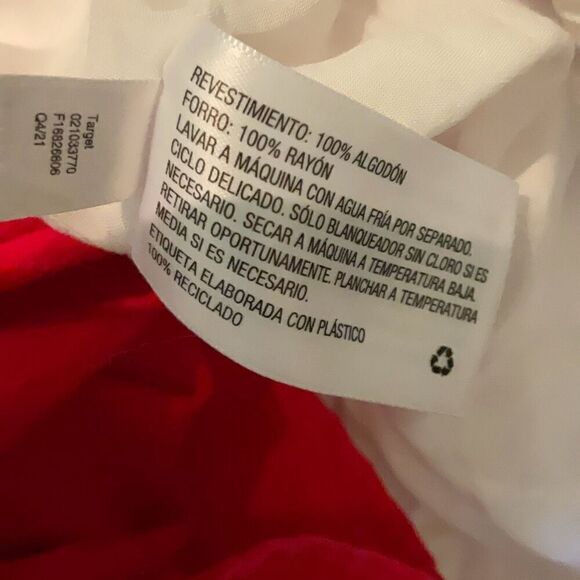 Target
021033770
F16826606
Q4/21
REVESTIMIENTO: 100% ALGODÓN
FORRO: 100% RAYÓN
LAVAR A MÁQUINA CON AGUA FRÍA POR SEPARADO.
CICLO DELICADO. SÓLO BLANQUEADOR SIN CLORO SI ES
NECESARIO. SECAR A MÁQUINA A TEMPERATURA BAJA.
RETIRAR OPORTUNAMENTE. PLANCHAR A TEMPERATURA
MEDIA SI ES NECESARIO.
ETIQUETA ELABORADA CON PLÁSTICO
100% RECICLADO